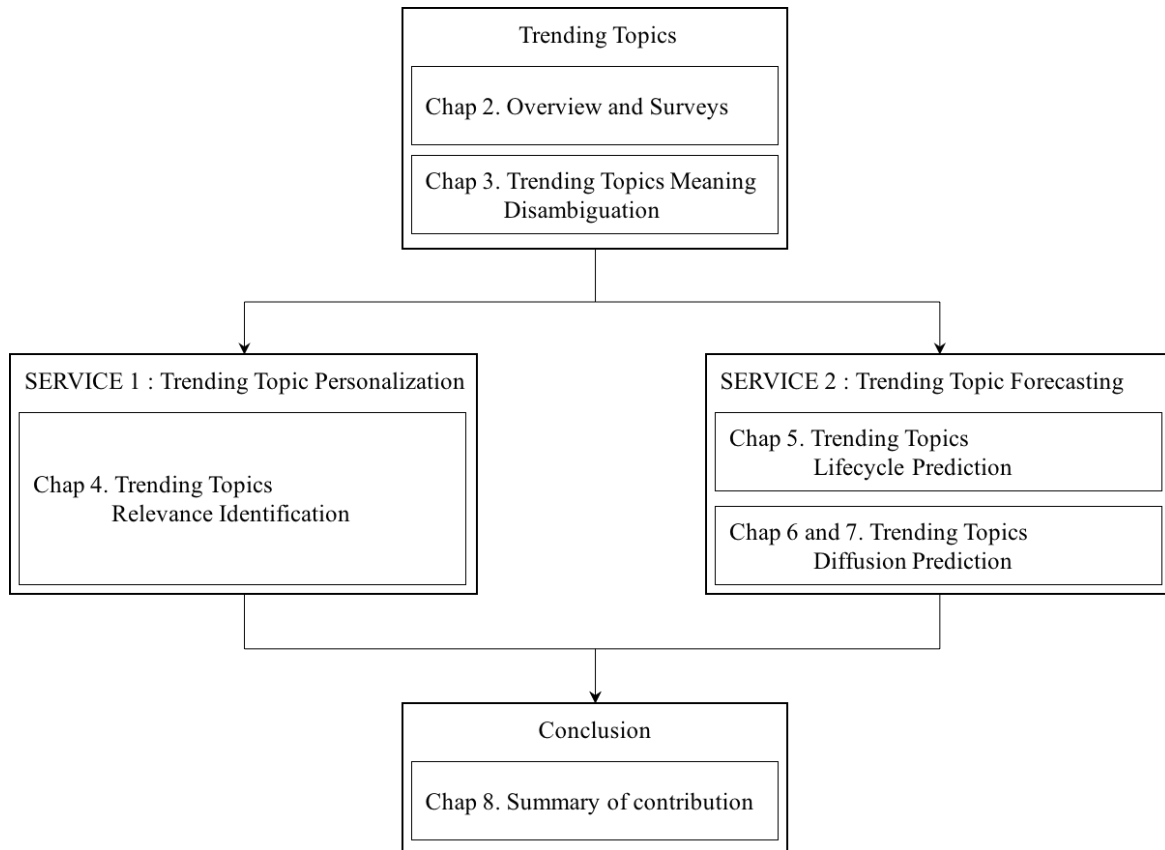 Trending Topics
Chap 2. Overview and Surveys
Chap 3. Trending Topics Meaning
Disambiguation
SERVICE 1 : Trending Topic Personalization
Chap 4. Trending Topics
Relevance Identification
SERVICE 2 : Trending Topic Forecasting
Chap 5. Trending Topics
Lifecycle Prediction
Chap 6 and 7. Trending Topics
Diffusion Prediction
Conclusion
Chap 8. Summary of contribution